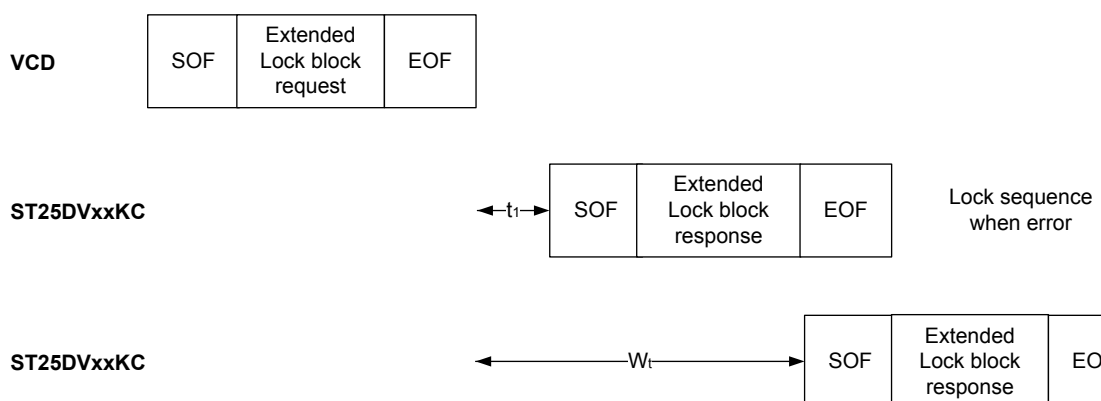 VCD
SOF
Extended
Lock block
request
EOF
ST25DVxxKC
t1
SOF
Extended
Lock block
response
EOF
Lock sequence
when error
ST25DVxxKC
Wt
SOF
Extended
Lock block
response
EO